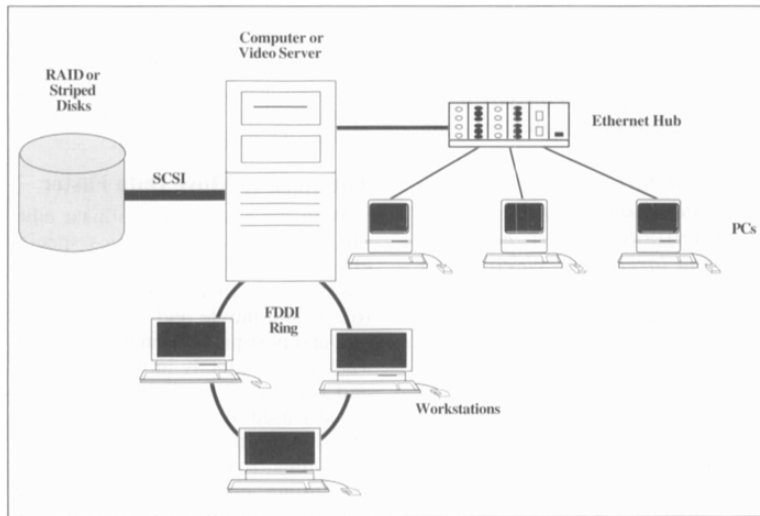 Computer or
Video Server
RAID or
Striped
Disks
Ethernet Hub
SCSI
PCs
FDDI
Ring
Workstations